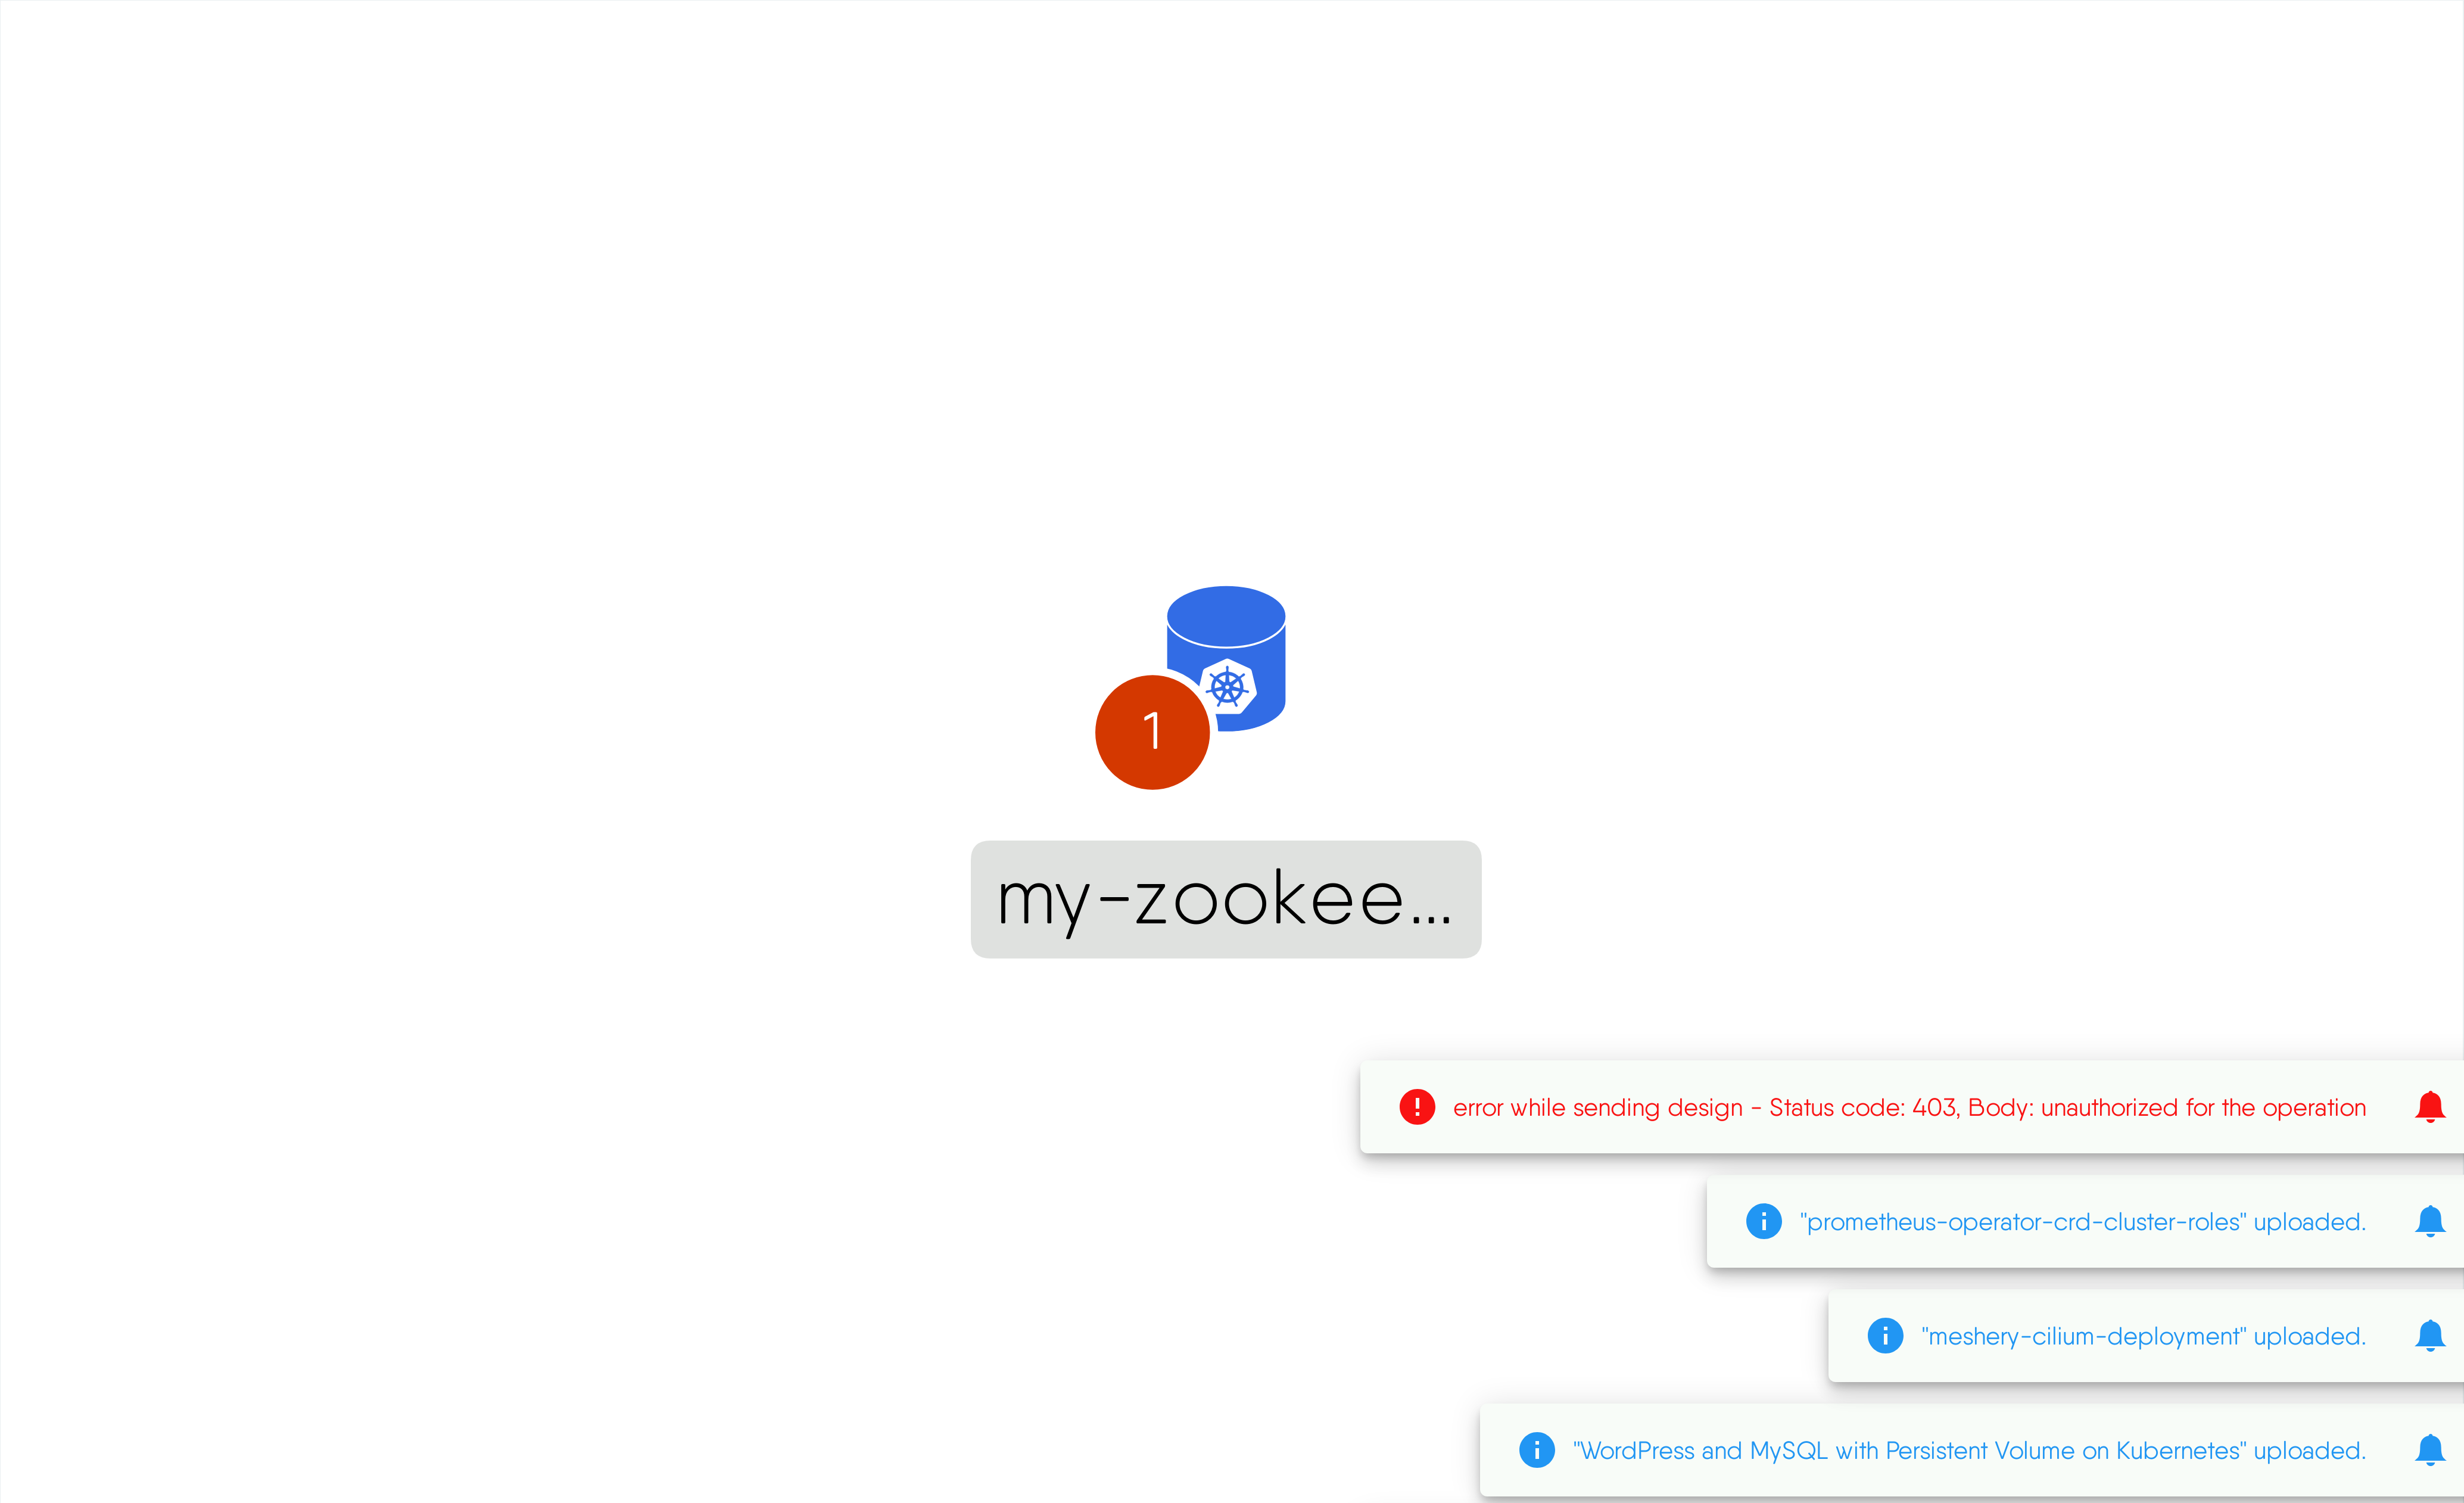 1
my-zookee...
error while sending design - Status code: 403, Body: unauthorized for the operation
"prometheus-operator-crd-cluster-roles" uploaded.
"meshery-cilium-deployment" uploaded.
"WordPress and MySQL with Persistent Volume on Kubernetes" uploaded.